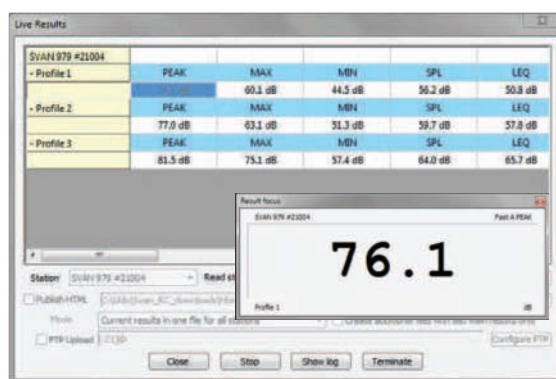 Live Results
SVAN 979 #21004
- Profile 1 PEAK MAX MIN SPL LEQ
76.1 dB 60.1 dB 44.5 dB 56.2 dB 50.8 dB
- Profile 2 PEAK MAX MIN SPL LEQ
77.0 dB 63.1 dB 51.3 dB 59.7 dB 57.8 dB
- Profile 3 PEAK MAX MIN SPL LEQ
81.5 dB 75.1 dB 57.4 dB 64.0 dB 65.7 dB
Result focus
SVAN 979 #21004 Fast A PEAK
76.1
Profile 1 dB
Station SVAN 979 #21004 Read
Publish HTML
Mode Current results in one file for all stations
FTP Upload Configure FTP
Close Stop Show log Terminate